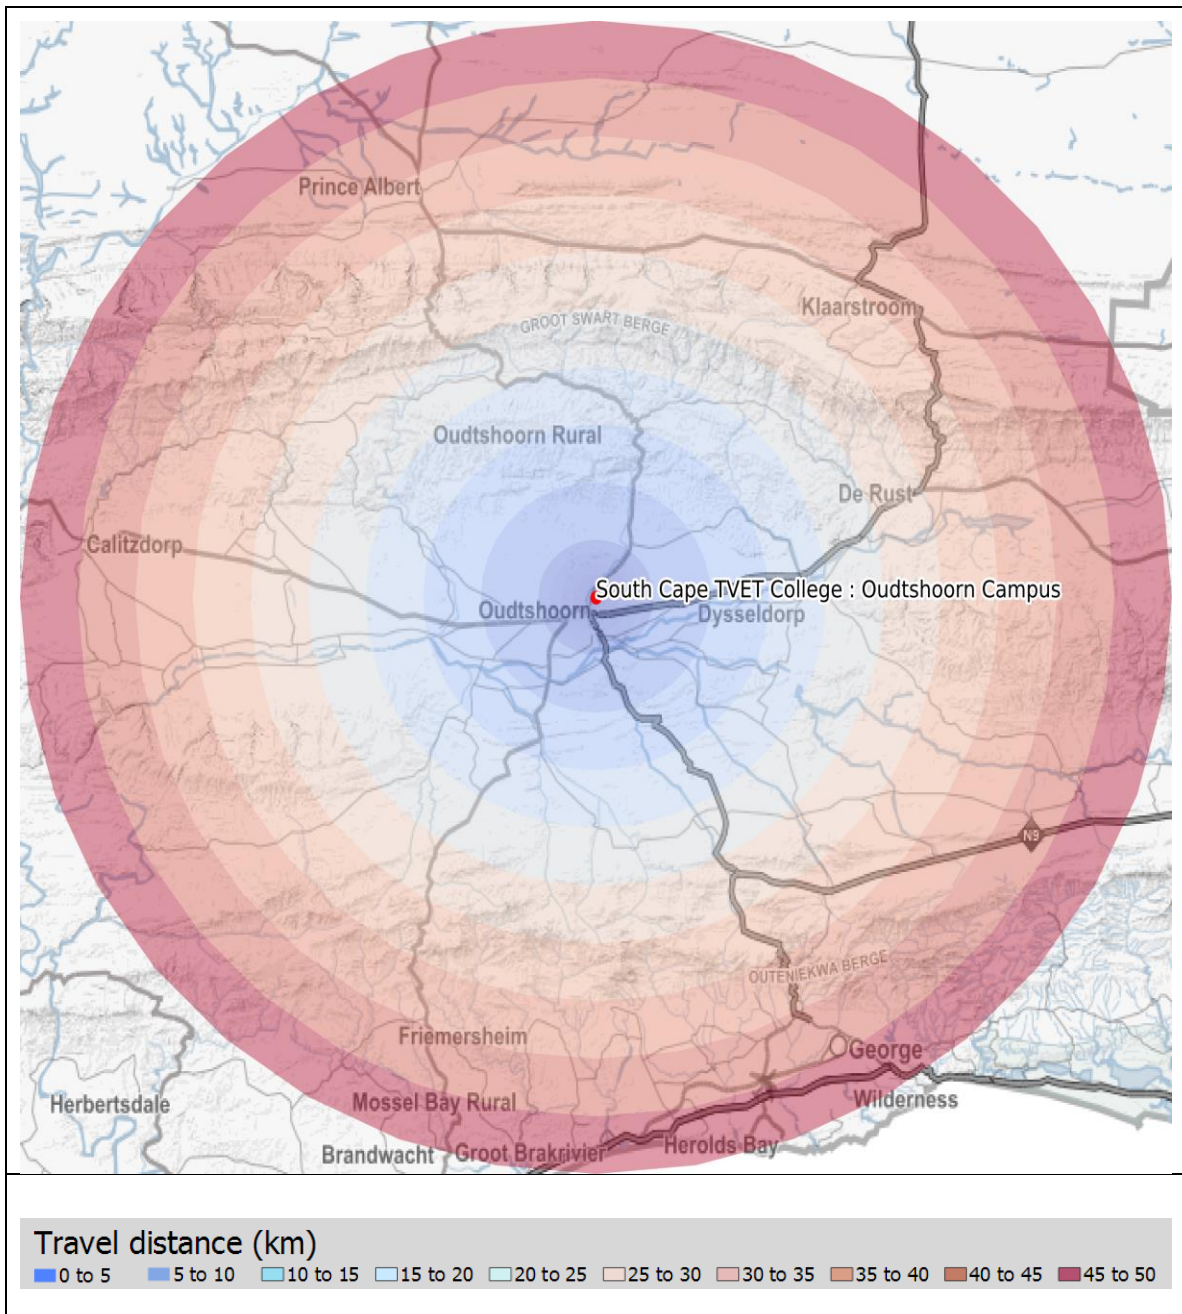 Prince Albert
Klaarstroom
GROOT SWART BERGE
Oudtshoorn Rural
De Rust
Calitzdorp
South Cape TVET College : Oudtshoorn Campus
Oudtshoorn
Dysseldorp
N9
OUTENIEKWA BERGE
Friemersheim
George
Herbertsdale
Mossel Bay Rural
Wilderness
Brandwacht
Groot Brakrivier
Herolds Bay
Travel distance (km)
0 to 5 5 to 10 10 to 15 15 to 20 20 to 25 25 to 30 30 to 35 35 to 40 40 to 45 45 to 50